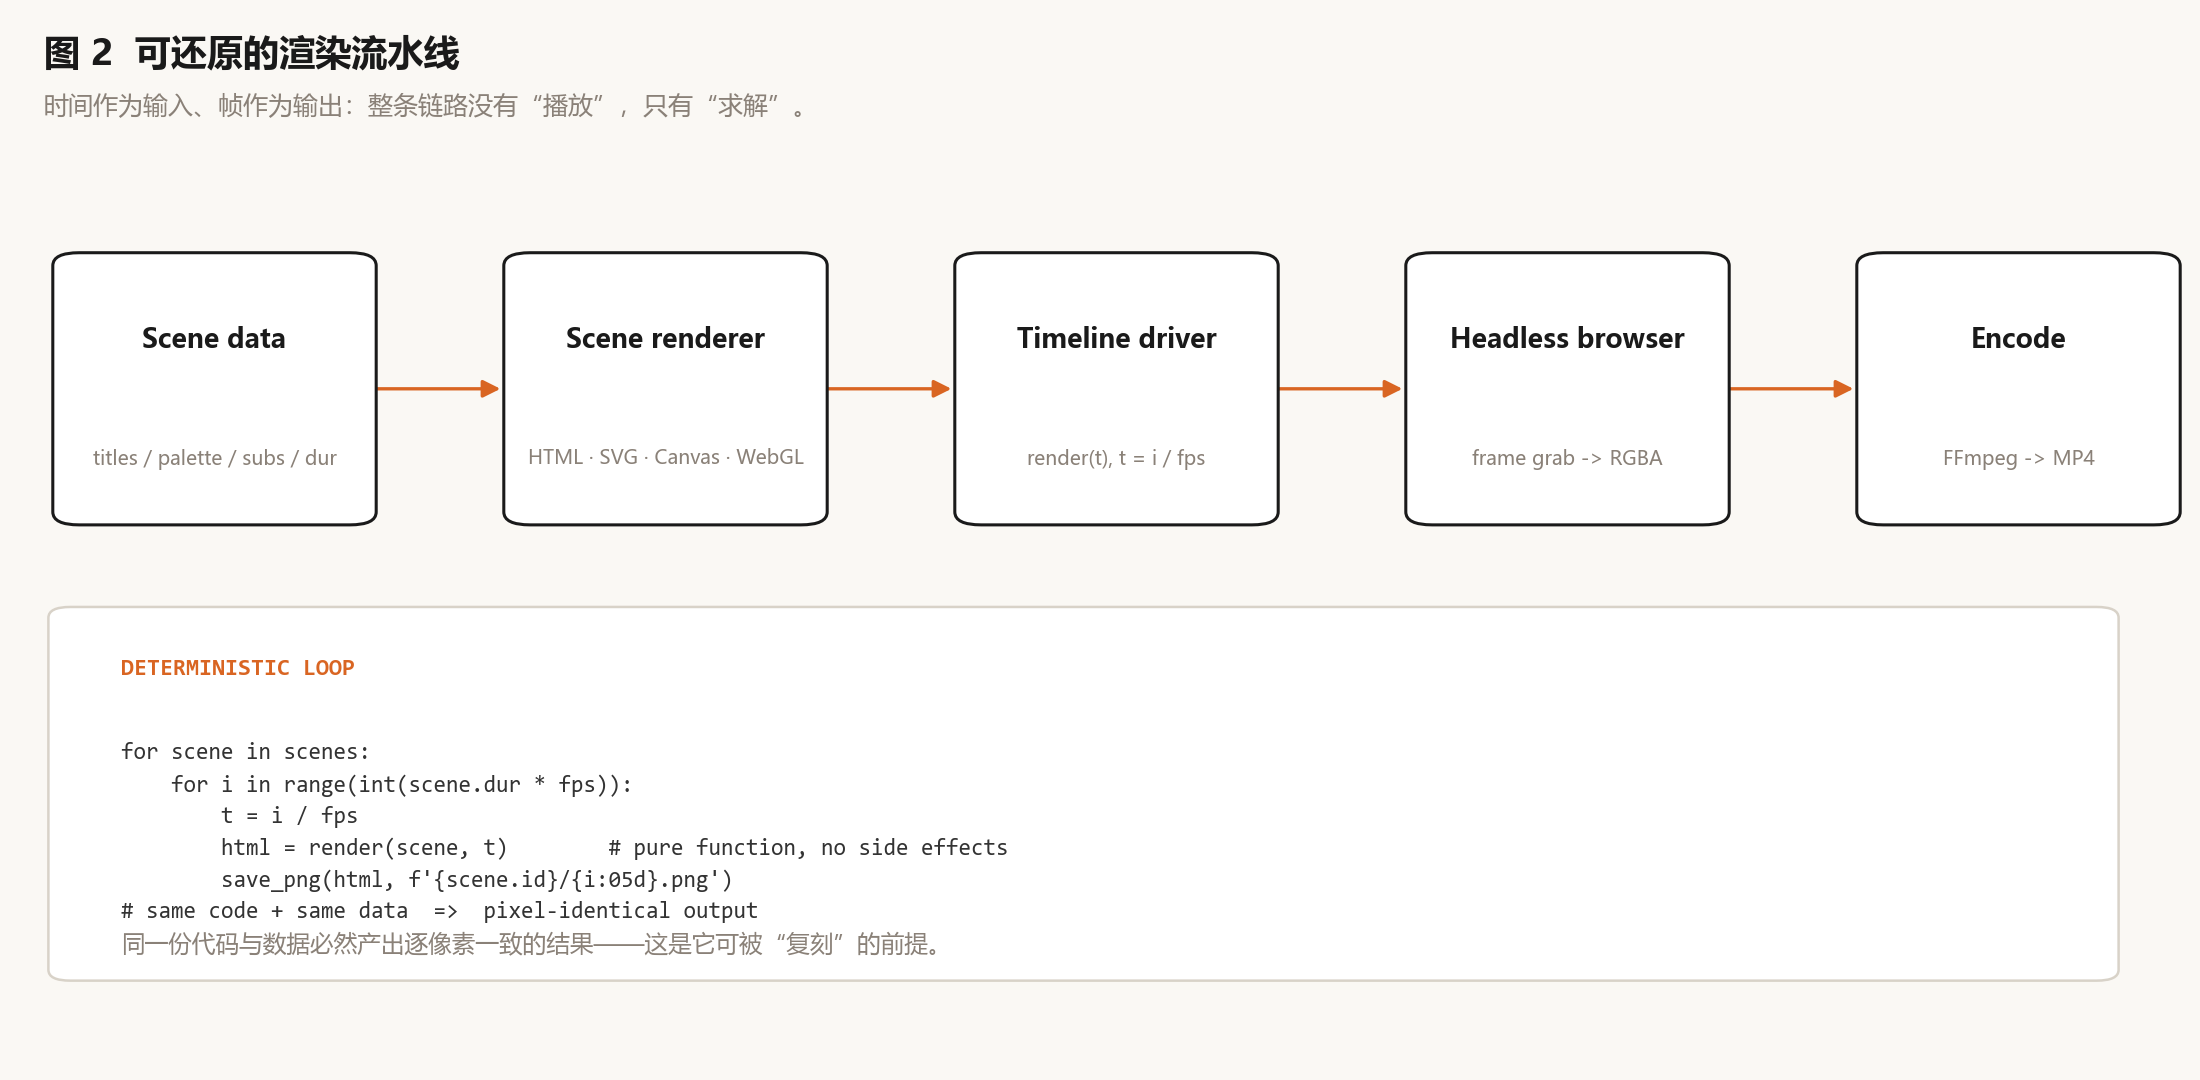 图 2 可还原的渲染流水线
时间作为输入、帧作为输出：整条链路没有“播放”，只有“求解”。
Scene data
titles / palette / subs / dur
Scene renderer
HTML · SVG · Canvas · WebGL
Timeline driver
render(t), t = i / fps
Headless browser
frame grab -> RGBA
Encode
FFmpeg -> MP4
DETERMINISTIC LOOP
for scene in scenes:
    for i in range(int(scene.dur * fps)):
        t = i / fps
        html = render(scene, t)        # pure function, no side effects
        save_png(html, f'{scene.id}/{i:05d}.png')
# same code + same data  =>  pixel-identical output
同一份代码与数据必然产出逐像素一致的结果——这是它可被“复刻”的前提。